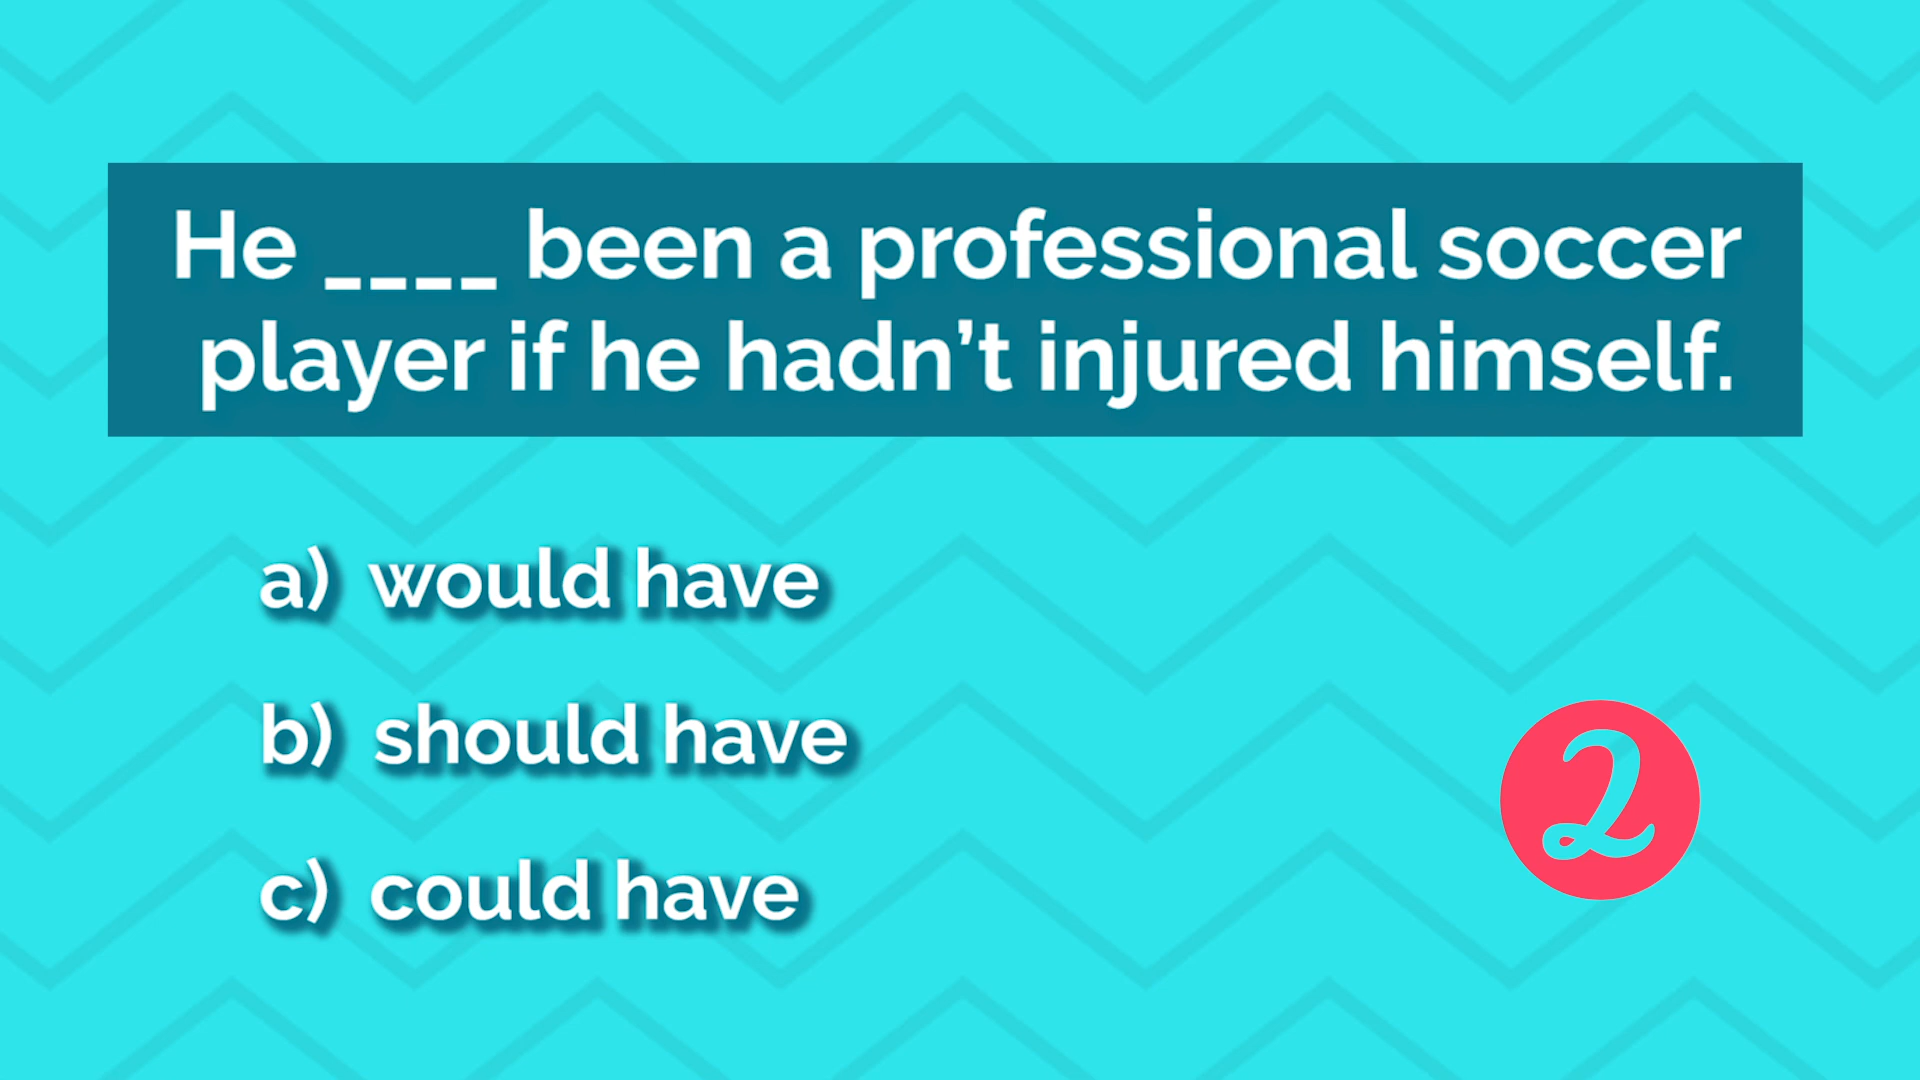 He ____ been a professional soccer
player if he hadn’t injured himself.
a) would have
b) should have
c) could have
2